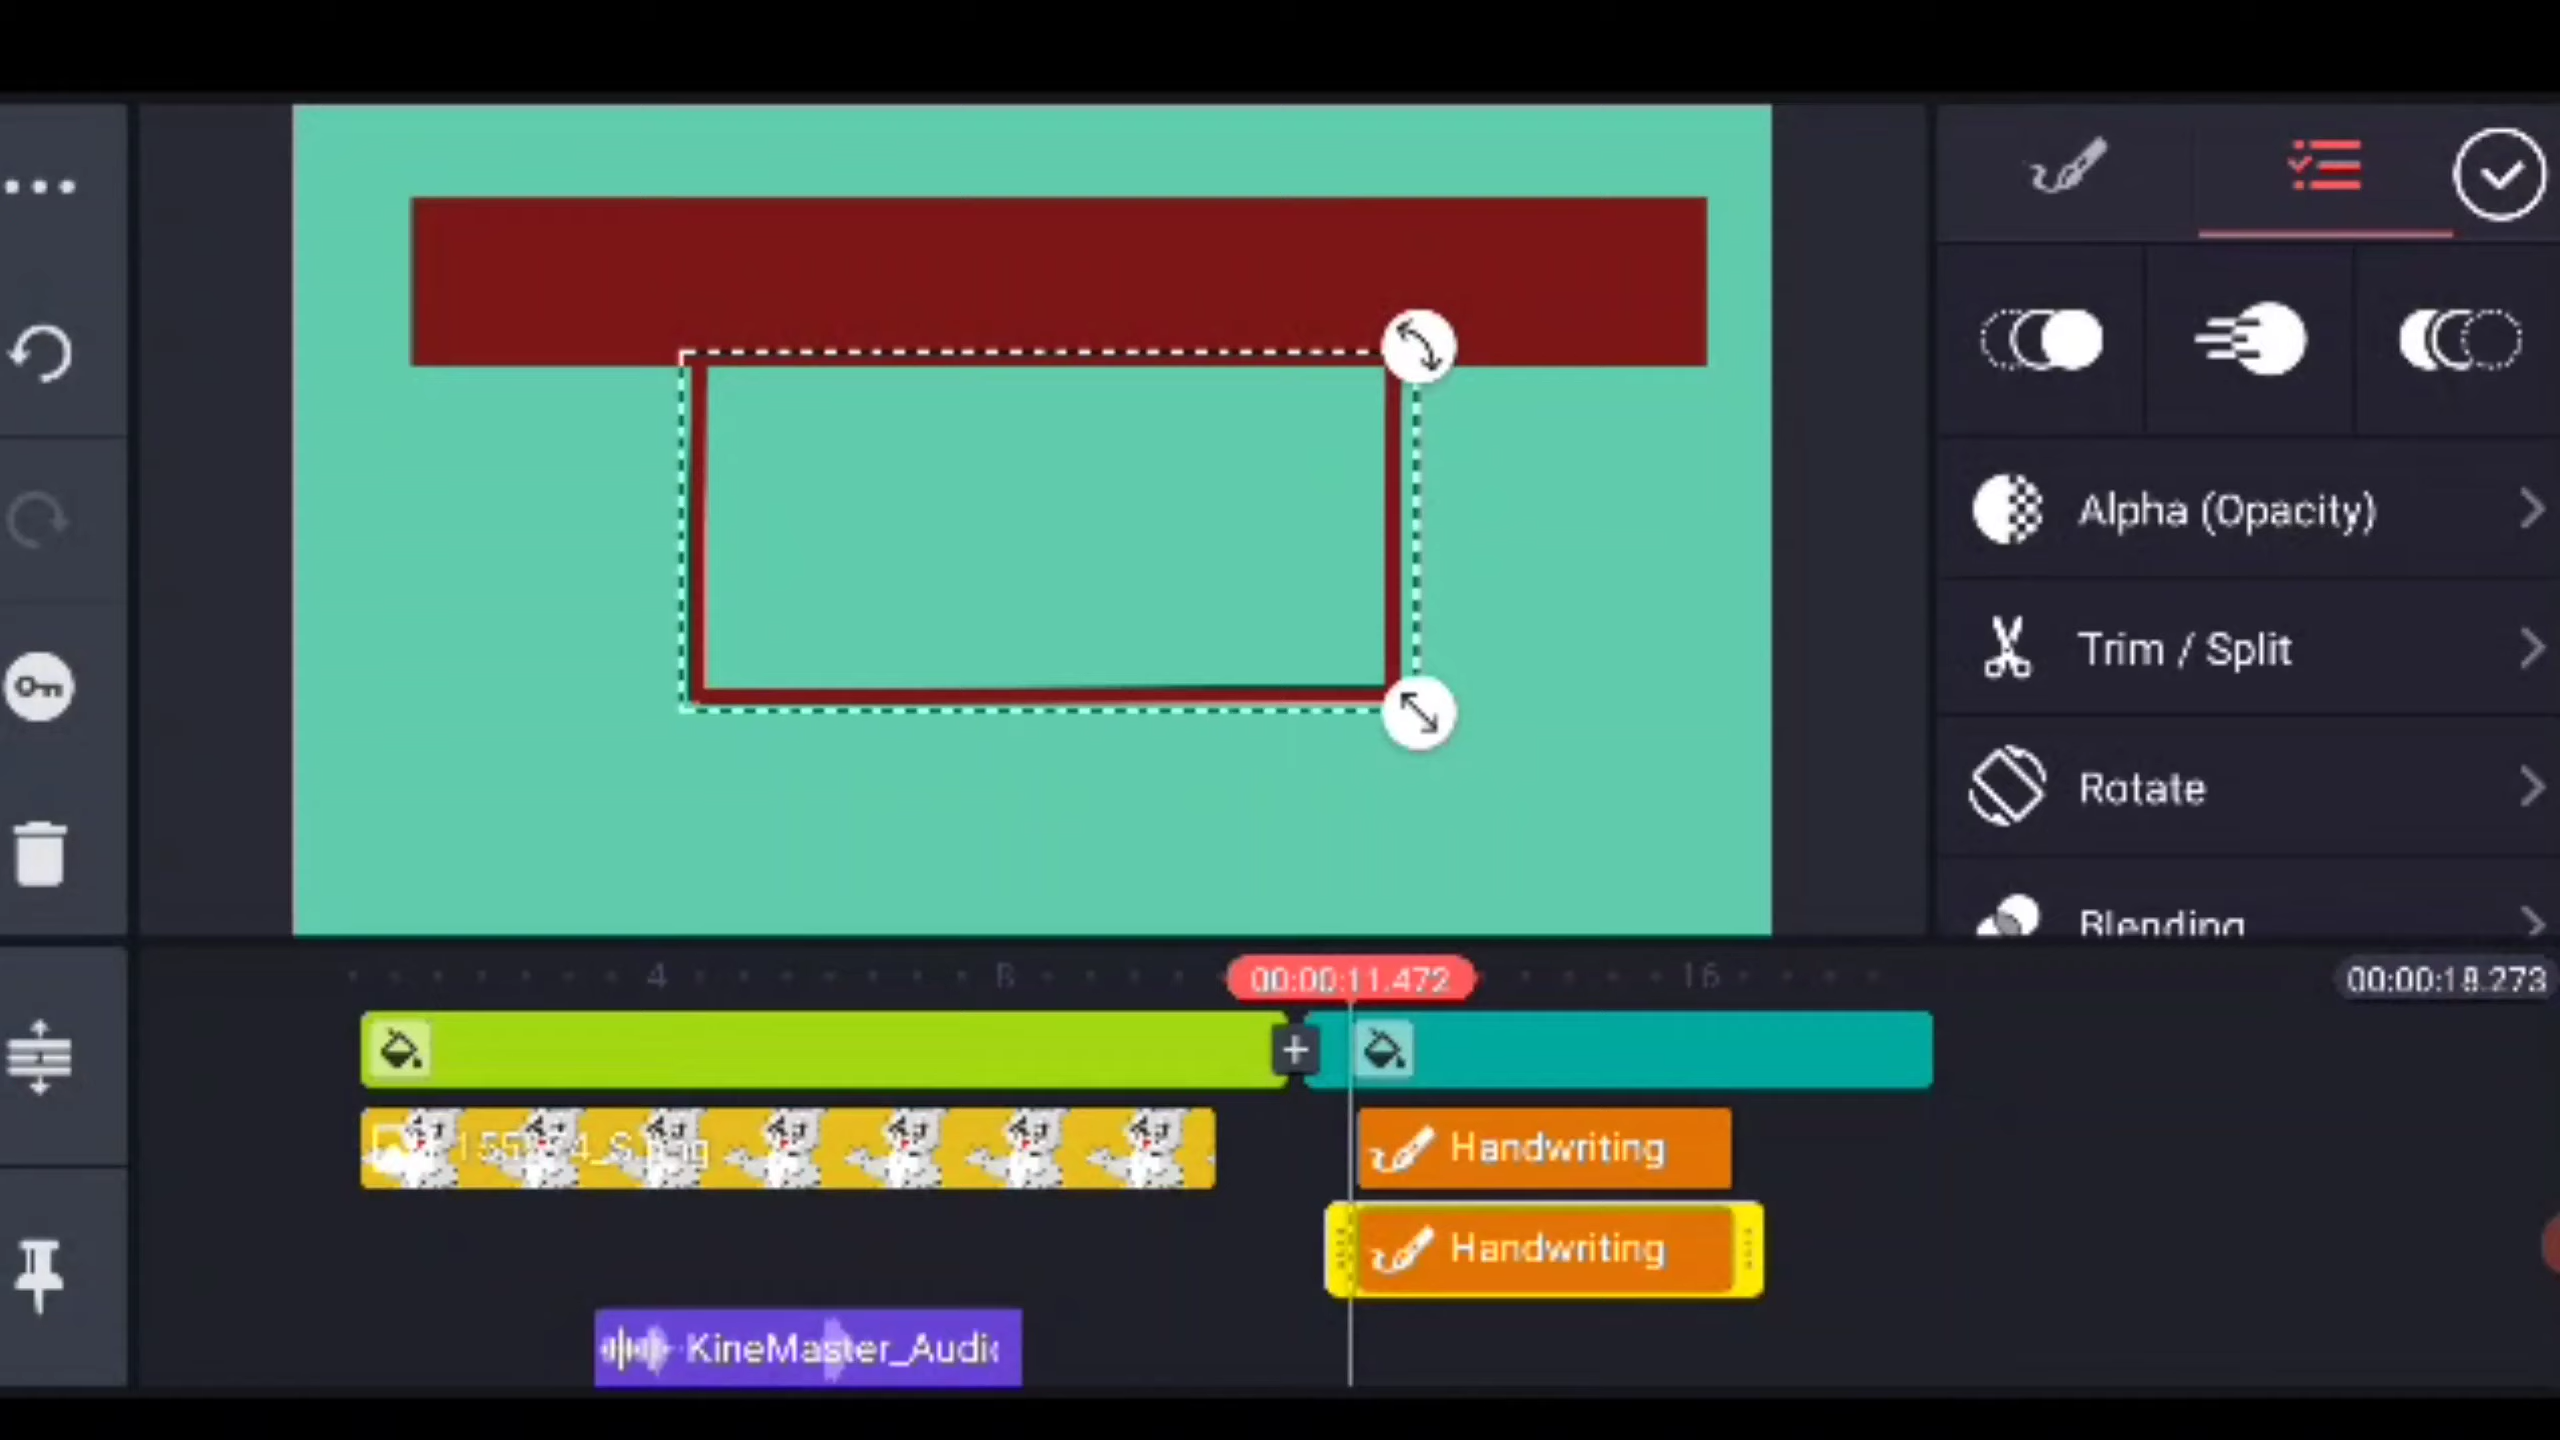 Alpha (Opacity)
Trim / Split
Rotate
Blending
4
8
00:00:11.472
16
00:00:18.273
Handwriting
Handwriting
KineMaster_Audi